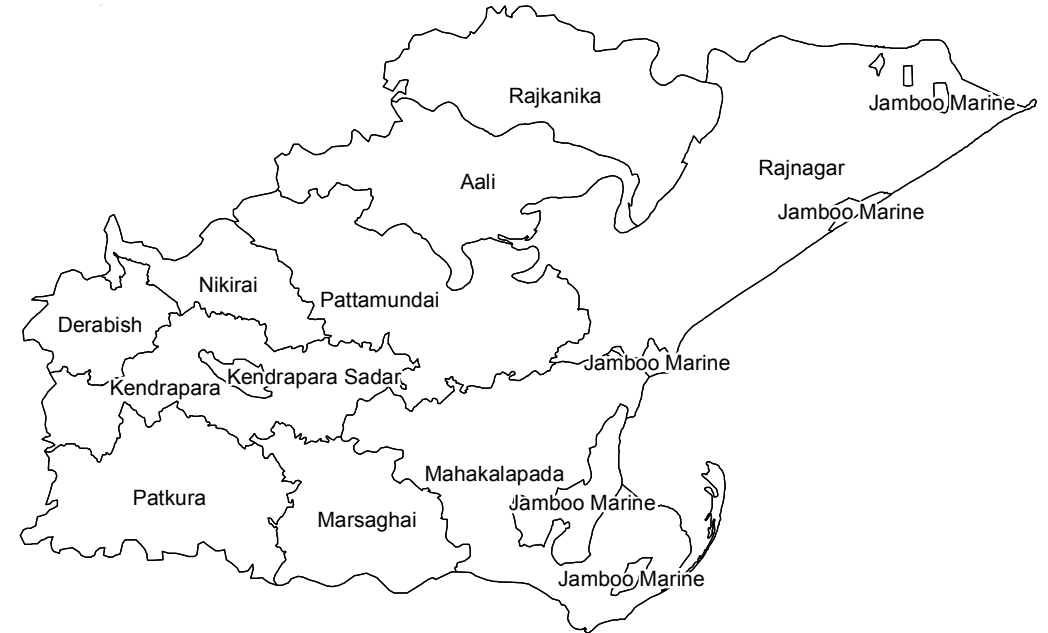 Rajkanika
Jamboo Marine
Rajnagar
Aali
Jamboo Marine
Nikirai
Pattamundai
Derabish
Jamboo Marine
Kendrapara Sadar
Kendrapara
Mahakalapada
Patkura
Jamboo Marine
Marsaghai
Jamboo Marine